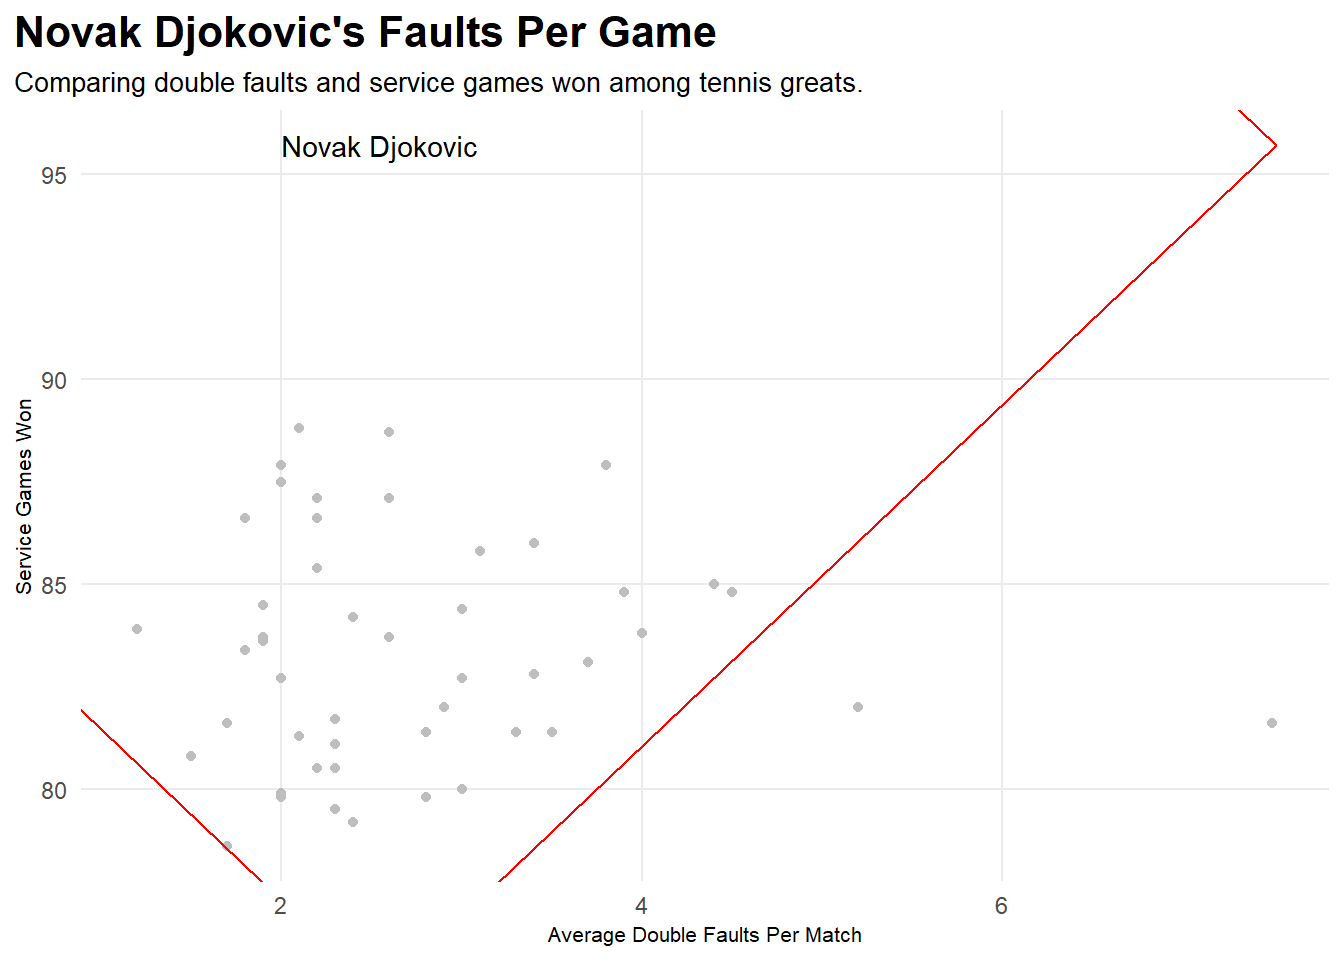 Novak Djokovic's Faults Per Game
Comparing double faults and service games won among tennis greats.
Novak Djokovic
95
90
85
80
Service Games Won
2 4 6
Average Double Faults Per Match